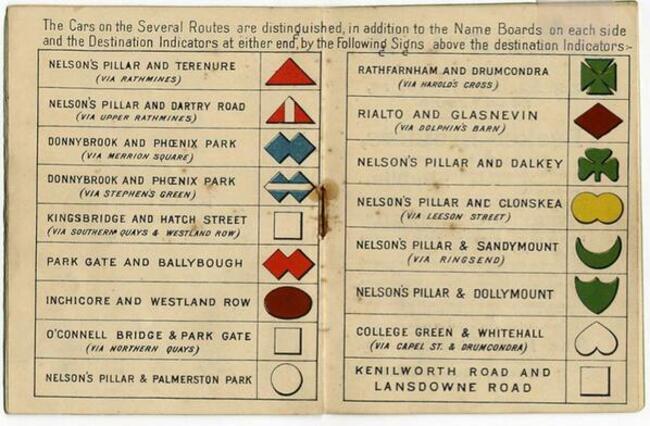 The Cars on the Several Routes are distinguished, in addition to the Name Boards on each side
and the Destination Indicators at either end, by the Following Signs above the destination Indicators:-
NELSON'S PILLAR AND TERENURE
(VIA RATHMINES)
NELSON'S PILLAR AND DARTRY ROAD
(VIA UPPER RATHMINES)
DONNYBROOK AND PHŒNIX PARK
(VIA MERRION SQUARE)
DONNYBROOK AND PHŒNIX PARK
(VIA STEPHEN'S GREEN)
KINGSBRIDGE AND HATCH STREET
(VIA SOUTHERN QUAYS & WESTLAND ROW)
PARK GATE AND BALLYBOUGH
INCHICORE AND WESTLAND ROW
O'CONNELL BRIDGE & PARK GATE
(VIA NORTHERN QUAYS)
NELSON'S PILLAR & PALMERSTON PARK
RATHFARNHAM AND DRUMCONDRA
(VIA HAROLD'S CROSS)
RIALTO AND GLASNEVIN
(VIA DOLPHIN'S BARN)
NELSON'S PILLAR AND DALKEY
NELSON'S PILLAR AND CLONSKEA
(VIA LEESON STREET)
NELSON'S PILLAR & SANDYMOUNT
(VIA RINGSEND)
NELSON'S PILLAR & DOLLYMOUNT
COLLEGE GREEN & WHITEHALL
(VIA CAPEL ST. & DRUMCONDRA)
KENILWORTH ROAD AND
LANSDOWNE ROAD